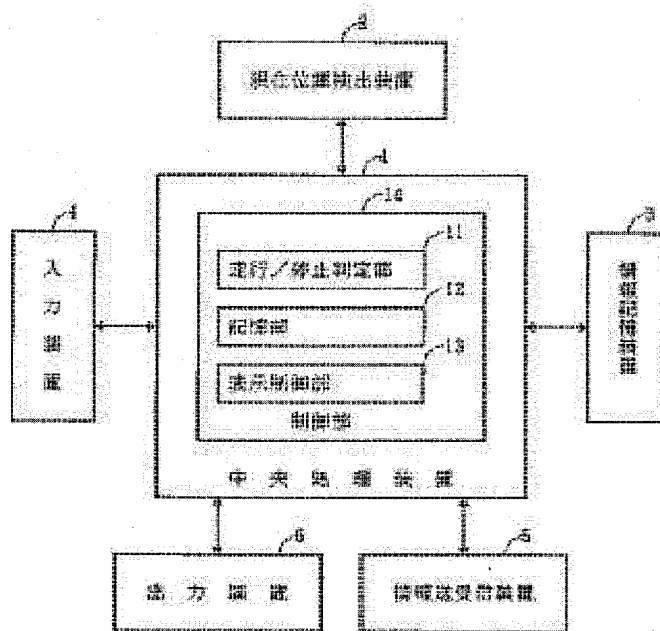 2
現在位置検出装置
1
10
4
入力装置
11
走行/停止判定部
12
記憶部
13
表示制御部
制御部
中央処理装置
3
情報記憶装置
6
出力装置
5
情報送受信装置